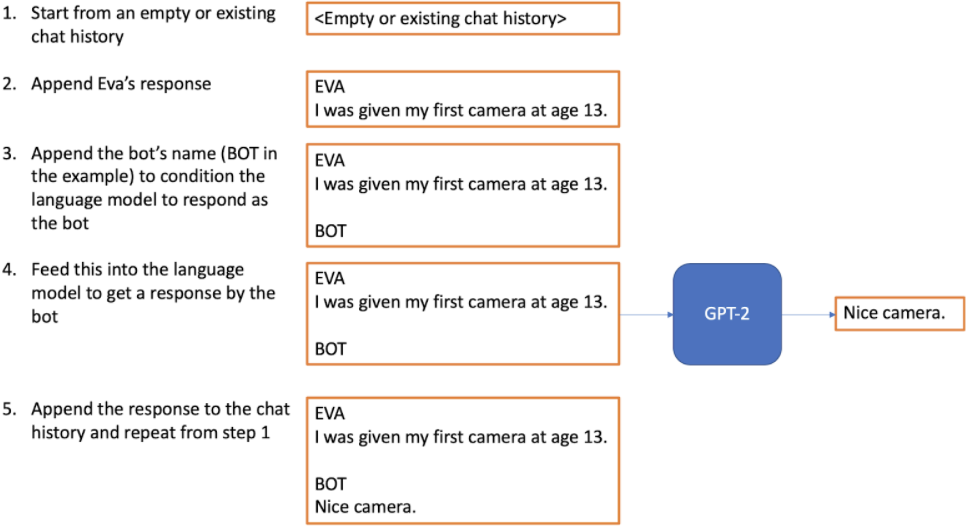 1. Start from an empty or existing
chat history
<Empty or existing chat history>
2. Append Eva’s response
EVA
I was given my first camera at age 13.
3. Append the bot’s name (BOT in
the example) to condition the
language model to respond as
the bot
EVA
I was given my first camera at age 13.
BOT
4. Feed this into the language
model to get a response by the
bot
EVA
I was given my first camera at age 13.
BOT
GPT-2
Nice camera.
5. Append the response to the chat
history and repeat from step 1
EVA
I was given my first camera at age 13.
BOT
Nice camera.